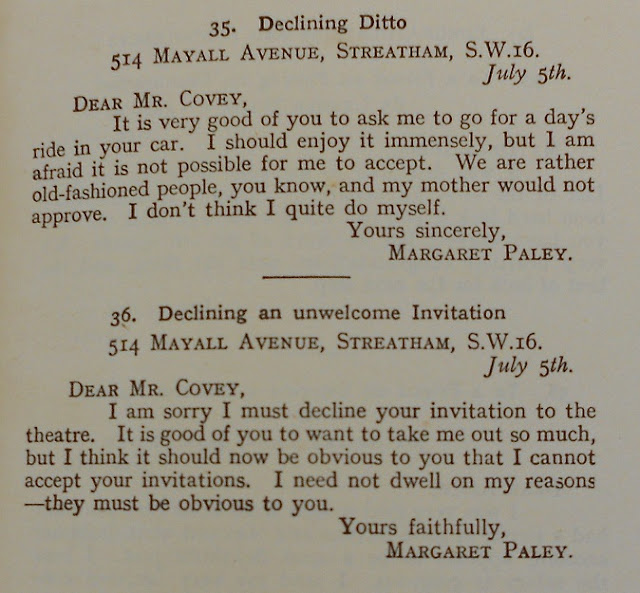 35. Declining Ditto
514 Mayall Avenue, Streatham, S.W.16.
July 5th.
Dear Mr. Covey,
It is very good of you to ask me to go for a day's
ride in your car. I should enjoy it immensely, but I am
afraid it is not possible for me to accept. We are rather
old-fashioned people, you know, and my mother would not
approve. I don't think I quite do myself.
Yours sincerely,
Margaret Paley.
36. Declining an unwelcome Invitation
514 Mayall Avenue, Streatham, S.W.16.
July 5th.
Dear Mr. Covey,
I am sorry I must decline your invitation to the
theatre. It is good of you to want to take me out so much,
but I think it should now be obvious to you that I cannot
accept your invitations. I need not dwell on my reasons
—they must be obvious to you.
Yours faithfully,
Margaret Paley.